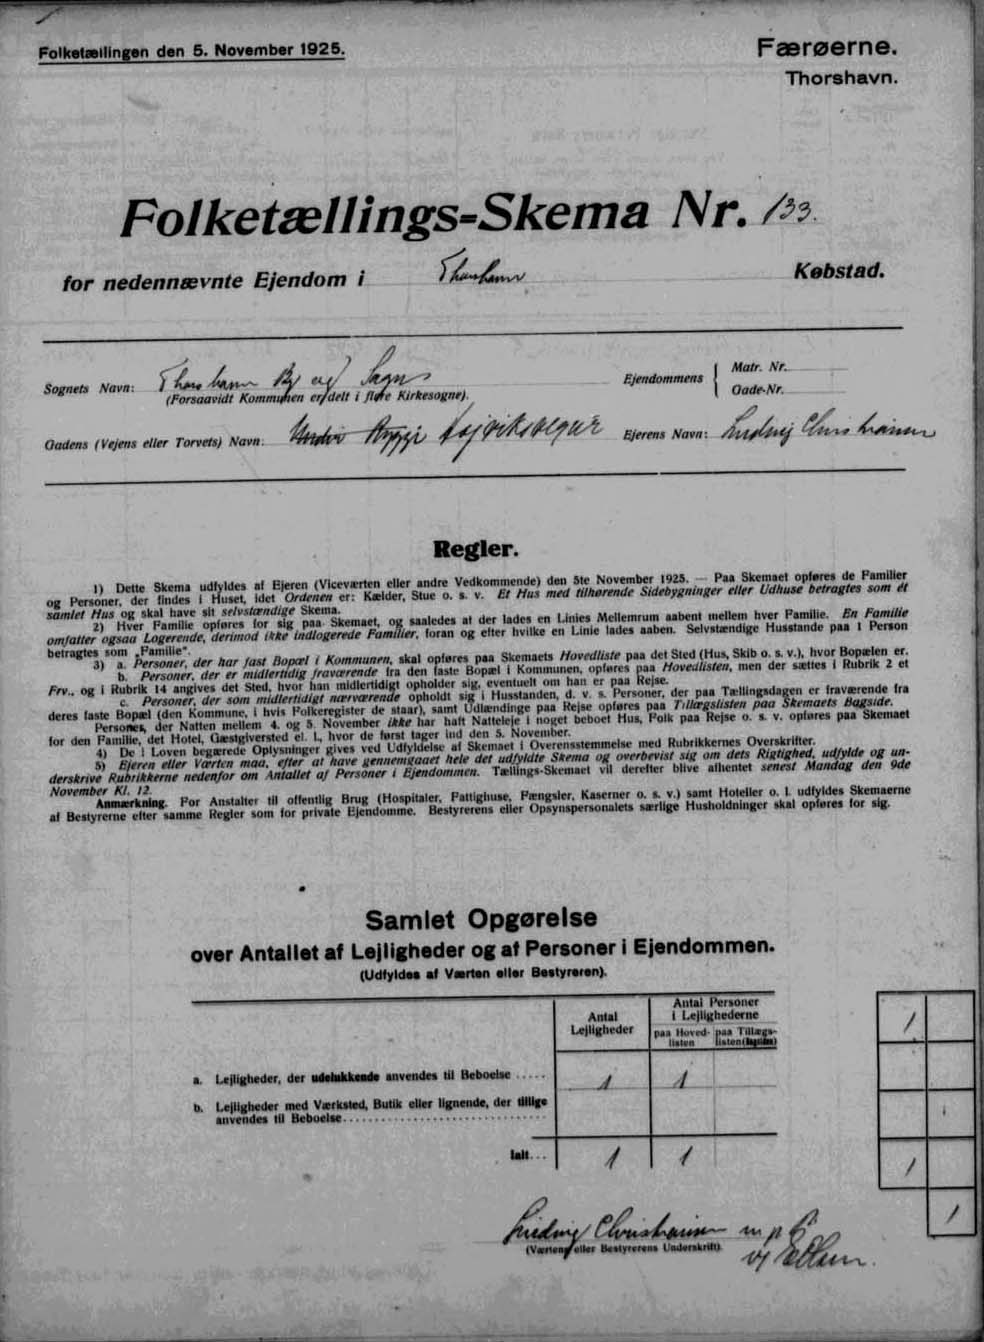 Folketællingen den 5. November 1925.
Færøerne.
Thorshavn.
Folketællings-Skema Nr. 133.
for nedennævnte Ejendom i Thorshavn Købstad.
Sognets Navn: Thorshavn By og Sogn
(Forsaavidt Kommunen er delt i flere Kirkesogne).
Ejendommens
Matr. Nr.
Gade-Nr.
Gadens (Vejens eller Torvets) Navn: Under Ryggi
Ejerens Navn: Ludvig Christiansen
Regler.
1) Dette Skema udfyldes af Ejeren (Viceværten eller andre Vedkommende) den 5te November 1925. — Paa Skemaet opføres de Familier
og Personer, der findes i Huset, idet Ordenen er: Kælder, Stue o. s. v. Et Hus med tilhørende Sidebygninger eller Udhuse betragtes som ét
samlet Hus og skal have sit selvstændige Skema.
2) Hver Familie opføres for sig paa Skemaet, og saaledes at der lades en Linies Mellemrum aabent mellem hver Familie. En Familie
omfatter ogsaa Logerende, derimod ikke indlogerede Familier, foran og efter hvilke en Linie lades aaben. Selvstændige Husstande paa 1 Person
betragtes som „Familie".
3) a. Personer, der har fast Bopæl i Kommunen, skal opføres paa Skemaets Hovedliste paa det Sted (Hus, Skib o. s. v.), hvor Bopælen er.
b. Personer, der er midlertidig fraværende fra den faste Bopæl i Kommunen, opføres paa Hovedlisten, men der sættes i Rubrik 2 et
Frv., og i Rubrik 14 angives det Sted, hvor han midlertidigt opholder sig, eventuelt om han er paa Rejse.
c. Personer, der som midlertidigt nærværende opholdt sig i Husstanden, d. v. s. Personer, der paa Tællingsdagen er fraværende fra
deres faste Bopæl (den Kommune, i hvis Folkeregister de staar), samt Udlændinge paa Rejse opføres paa Tillægslisten paa Skemaets Bagside.
Personer, der Natten mellem 4. og 5. November ikke har haft Natteleje i noget beboet Hus, Folk paa Rejse o. s. v. opføres paa Skemaet
for den Familie, det Hotel, Gæstgiversted el. l., hvor de først tager ind den 5. November.
4) De i Loven begærede Oplysninger gives ved Udfyldelse af Skemaet i Overensstemmelse med Rubrikkernes Overskrifter.
5) Ejeren eller Værten maa, efter at have gennemgaaet hele det udfyldte Skema og overbevist sig om dets Rigtighed, udfylde og un-
derskrive Rubrikkerne nedenfor om Antallet af Personer i Ejendommen. Tællings-Skemaet vil derefter blive afhentet senest Mandag den 9de
November Kl. 12.
Anmærkning. For Anstalter til offentlig Brug (Hospitaler, Fattighuse, Fængsler, Kaserner o. s. v.) samt Hoteller o. l. udfyldes Skemaerne
af Bestyrerne efter samme Regler som for private Ejendomme. Bestyrerens eller Opsynspersonalets særlige Husholdninger skal opføres for sig.
Samlet Opgørelse
over Antallet af Lejligheder og af Personer i Ejendommen.
(Udfyldes af Værten eller Bestyreren).
Antal
Lejligheder
Antal Personer
i Lejlighederne
paa Hoved-
listen
paa Tillægs-
listen (Bagsiden)
1
a. Lejligheder, der udelukkende anvendes til Beboelse ..... 1 1
b. Lejligheder med Værksted, Butik eller lignende, der tillige
anvendes til Beboelse
Ialt... 1 1
1
1
Ludvig Christiansen m p
(Værtens eller Bestyrerens Underskrift)